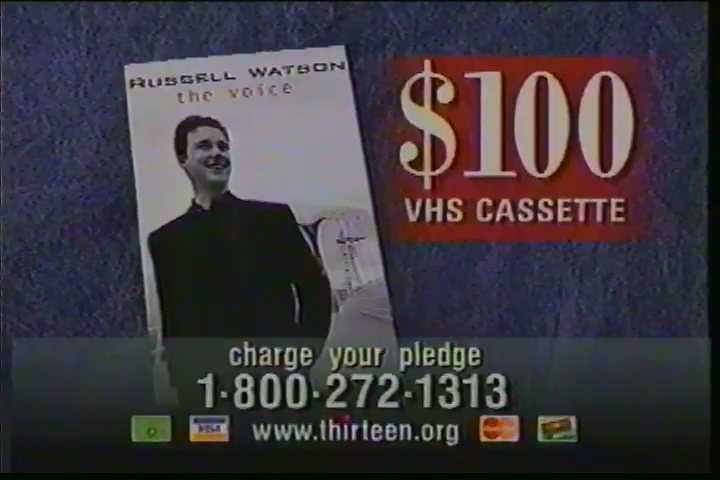 RUSSELL WATSON
the voice
$100
VHS CASSETTE
charge your pledge
1·800·272·1313
VISA
www.thirteen.org